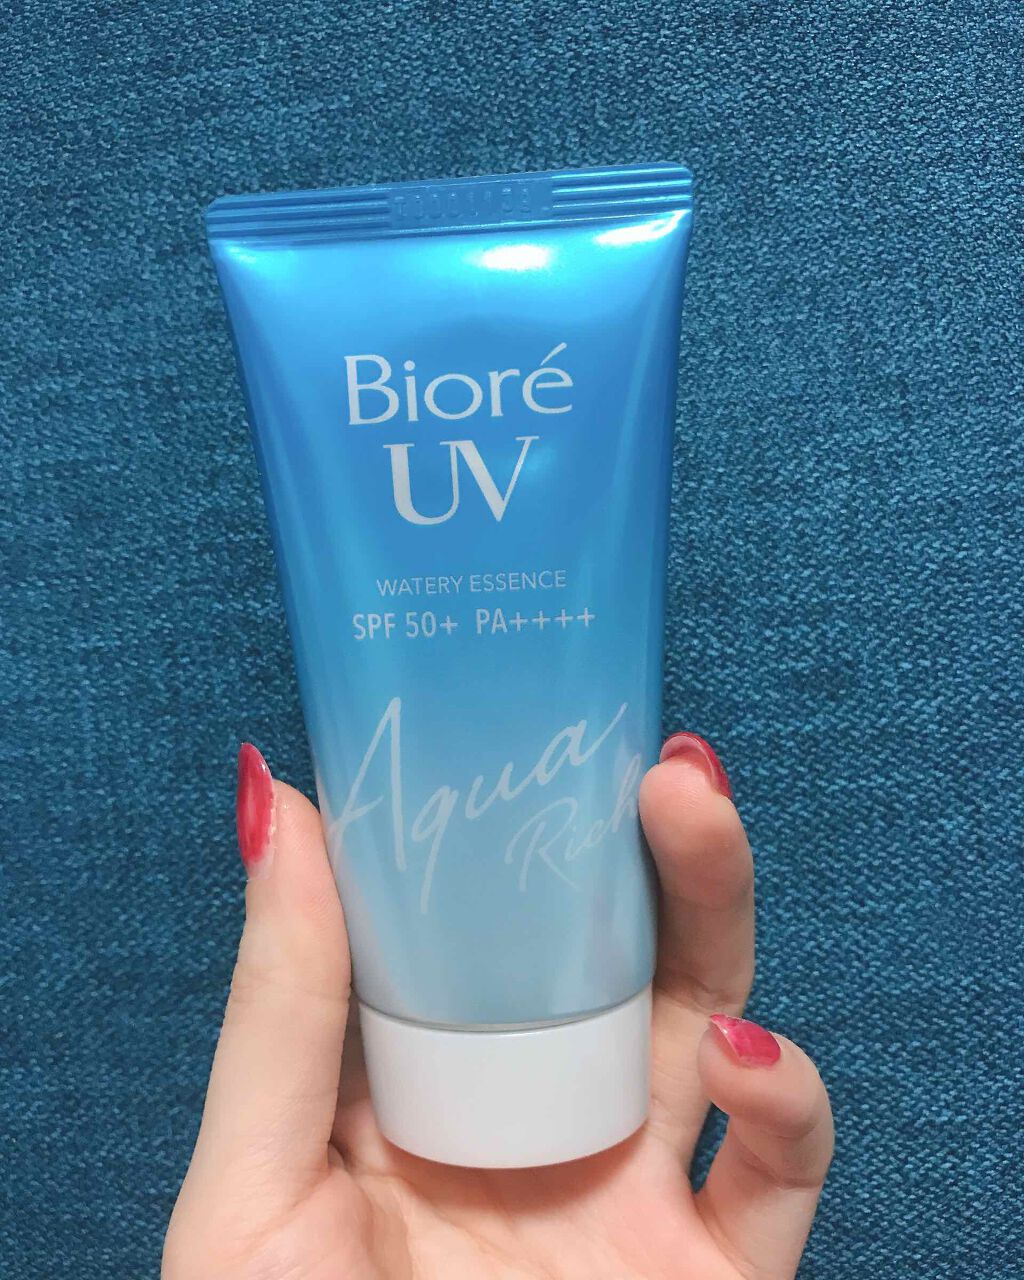 Bioré
UV
WATERY ESSENCE
SPF 50+ PA++++
Aqua
Rich